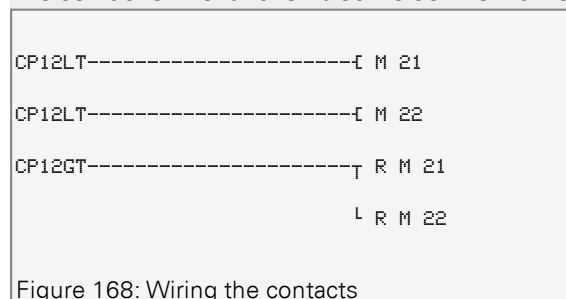 CP12LT---------------------[ M 21
CP12LT---------------------[ M 22
CP12GT---------------------┬ R M 21
└ R M 22
Figure 168: Wiring the contacts